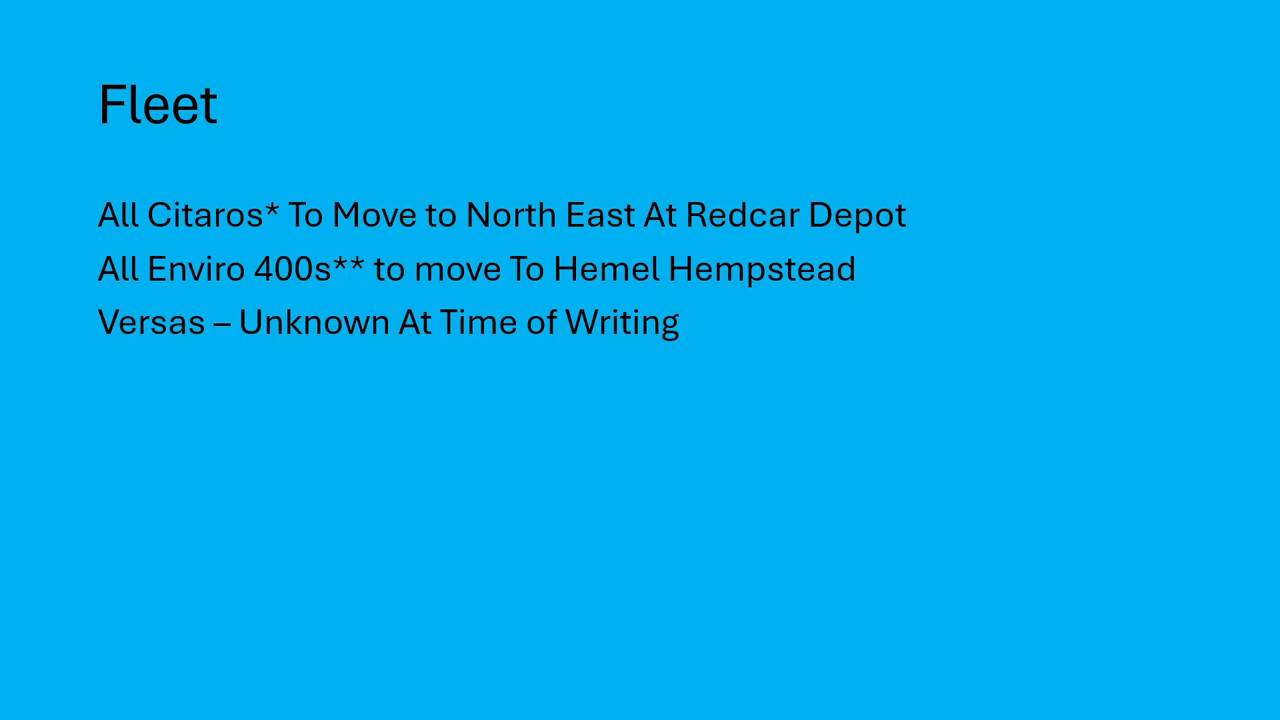 Fleet
All Citaros* To Move to North East At Redcar Depot
All Enviro 400s** to move To Hemel Hempstead
Versas – Unknown At Time of Writing